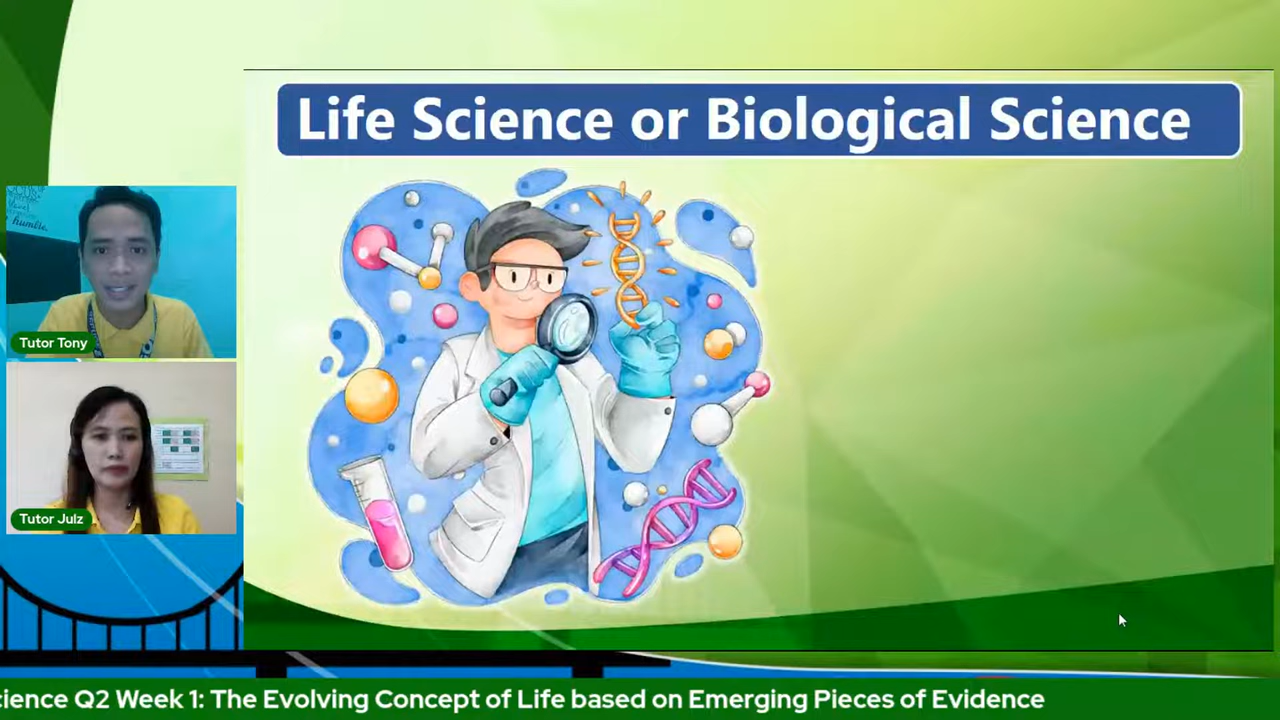 Life Science or Biological Science
humble.
Tutor Tony
Tutor Julz
cience Q2 Week 1: The Evolving Concept of Life based on Emerging Pieces of Evidence